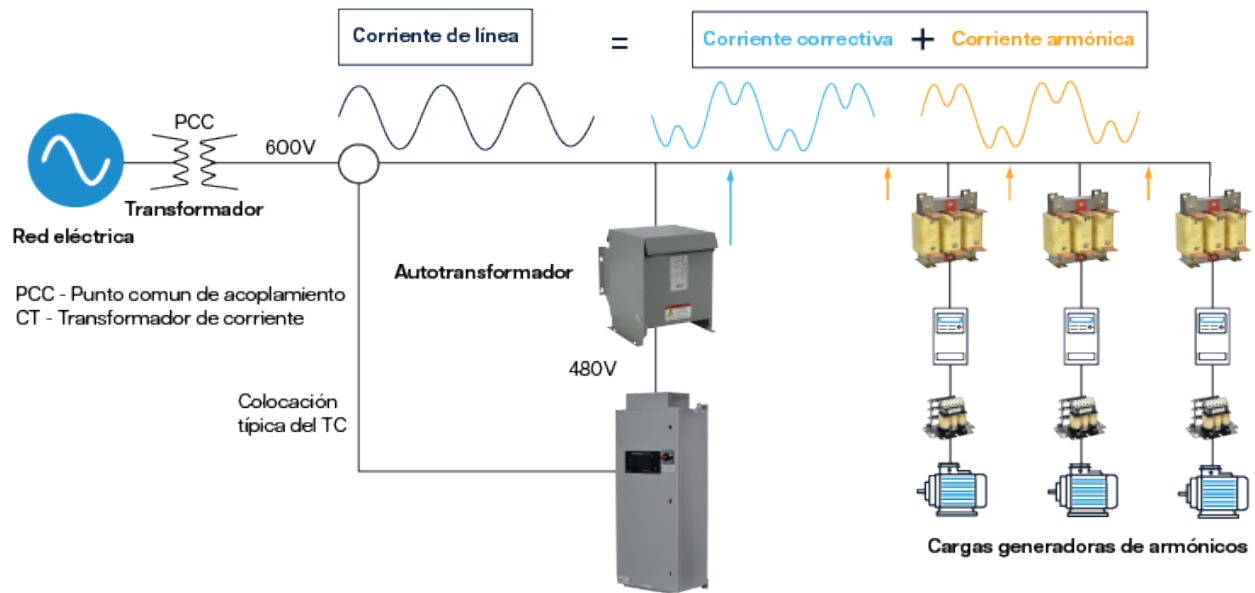 Corriente de línea
=
Corriente correctiva + Corriente armónica
PCC
600V
Transformador
Red eléctrica
Autotransformador
PCC - Punto comun de acoplamiento
CT - Transformador de corriente
480V
Colocación
típica del TC
Cargas generadoras de armónicos